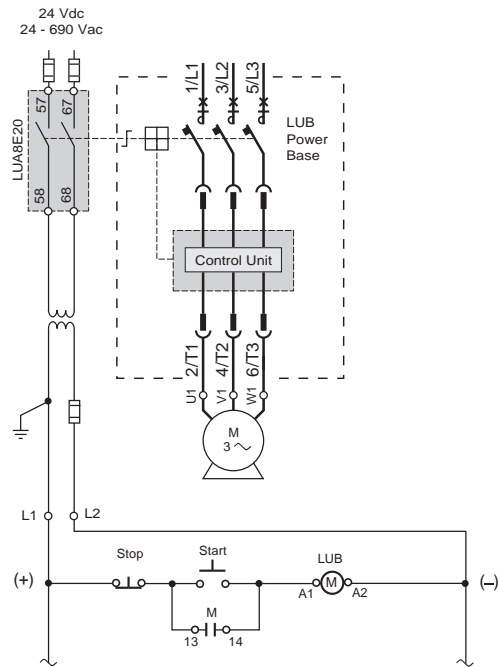 24 Vdc
24 - 690 Vac
57
67
LUA8E20
58
68
1/L1
3/L2
5/L3
LUB
Power
Base
Control Unit
2/T1
4/T2
6/T3
U1
V1
W1
M
3 ~
L1
L2
(+)
Stop
Start
LUB
(–)
A1
M
A2
M
13
14